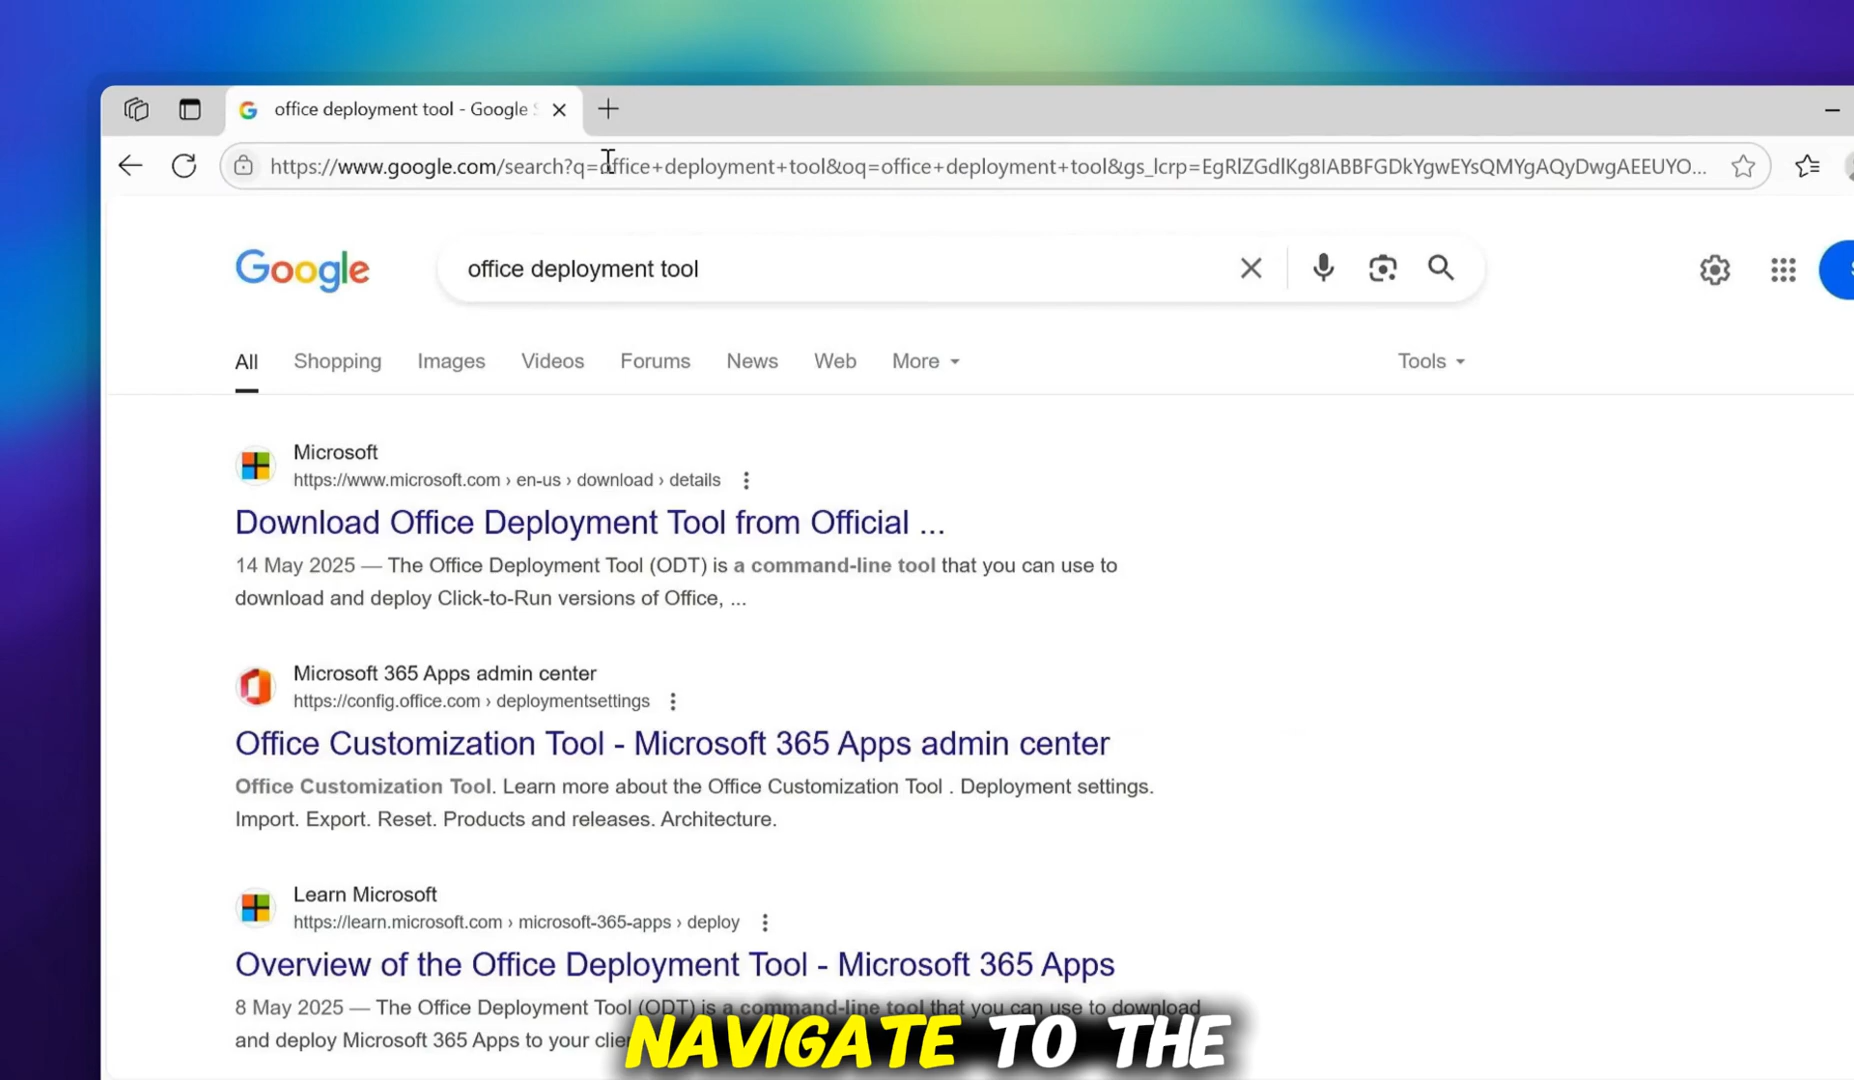 office deployment tool - Google
https://www.google.com/search?q=office+deployment+tool&oq=office+deployment+tool&gs_lcrp=EgRlZGdlKg8IABBFGDkYgwEYsQMYgAQyDwgAEEUYO...
Google
office deployment tool
All
Shopping
Images
Videos
Forums
News
Web
More
Tools
Microsoft
https://www.microsoft.com › en-us › download › details
Download Office Deployment Tool from Official ...
14 May 2025 — The Office Deployment Tool (ODT) is a command-line tool that you can use to
download and deploy Click-to-Run versions of Office, ...
Microsoft 365 Apps admin center
https://config.office.com › deploymentsettings
Office Customization Tool - Microsoft 365 Apps admin center
Office Customization Tool. Learn more about the Office Customization Tool . Deployment settings.
Import. Export. Reset. Products and releases. Architecture.
Learn Microsoft
https://learn.microsoft.com › microsoft-365-apps › deploy
Overview of the Office Deployment Tool - Microsoft 365 Apps
8 May 2025 — The Office Deployment Tool (ODT) is a command-line tool that you can use to download
and deploy Microsoft 365 Apps to your
NAVIGATE TO THE